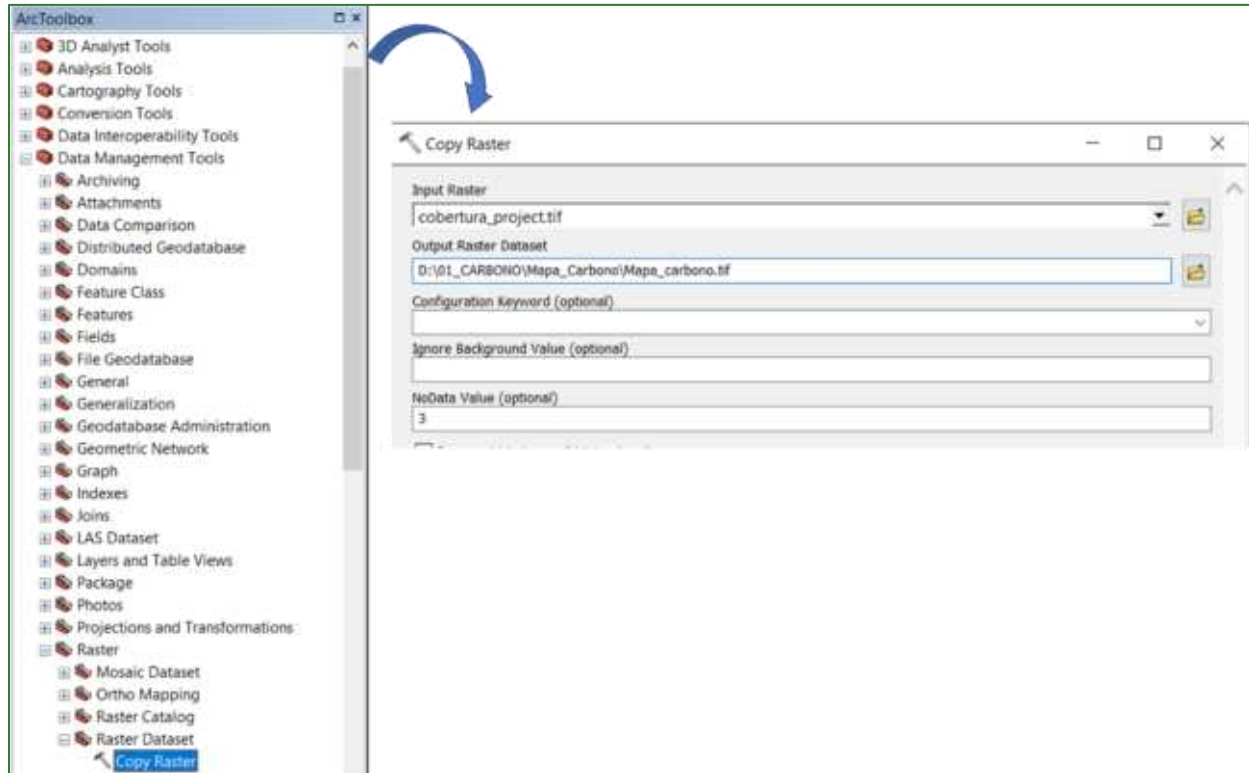 ArcToolbox
3D Analyst Tools
Analysis Tools
Cartography Tools
Conversion Tools
Data Interoperability Tools
Data Management Tools
Archiving
Attachments
Data Comparison
Distributed Geodatabase
Domains
Feature Class
Features
Fields
File Geodatabase
General
Generalization
Geodatabase Administration
Geometric Network
Graph
Indexes
Joins
LAS Dataset
Layers and Table Views
Package
Photos
Projections and Transformations
Raster
Mosaic Dataset
Ortho Mapping
Raster Catalog
Raster Dataset
Copy Raster
Copy Raster
Input Raster
cobertura_project.tif
Output Raster Dataset
D:\01_CARBONO\Mapa_Carbono\Mapa_carbono.tif
Configuration Keyword (optional)
Ignore Background Value (optional)
NoData Value (optional)
3